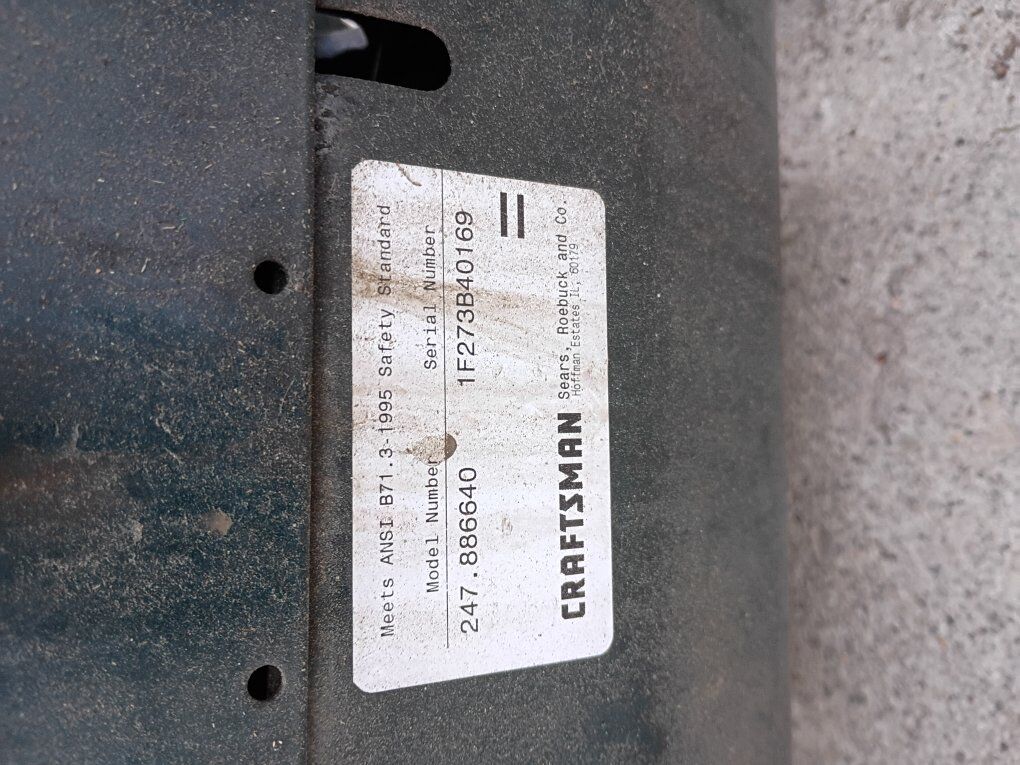 Meets ANSI B71.3-1995 Safety Standard
Model Number Serial Number
247.886640 1F273B40169
CRAFTSMAN Sears, Roebuck and Co.
Hoffman Estates IL, 60179